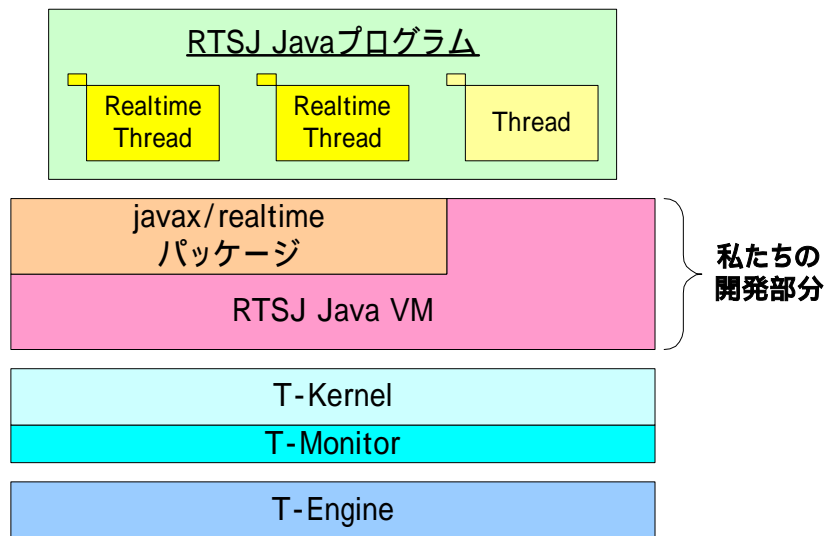 RTSJ Javaプログラム
Realtime
Thread
Realtime
Thread
Thread
javax/realtime
パッケージ
RTSJ Java VM
私たちの
開発部分
T-Kernel
T-Monitor
T-Engine